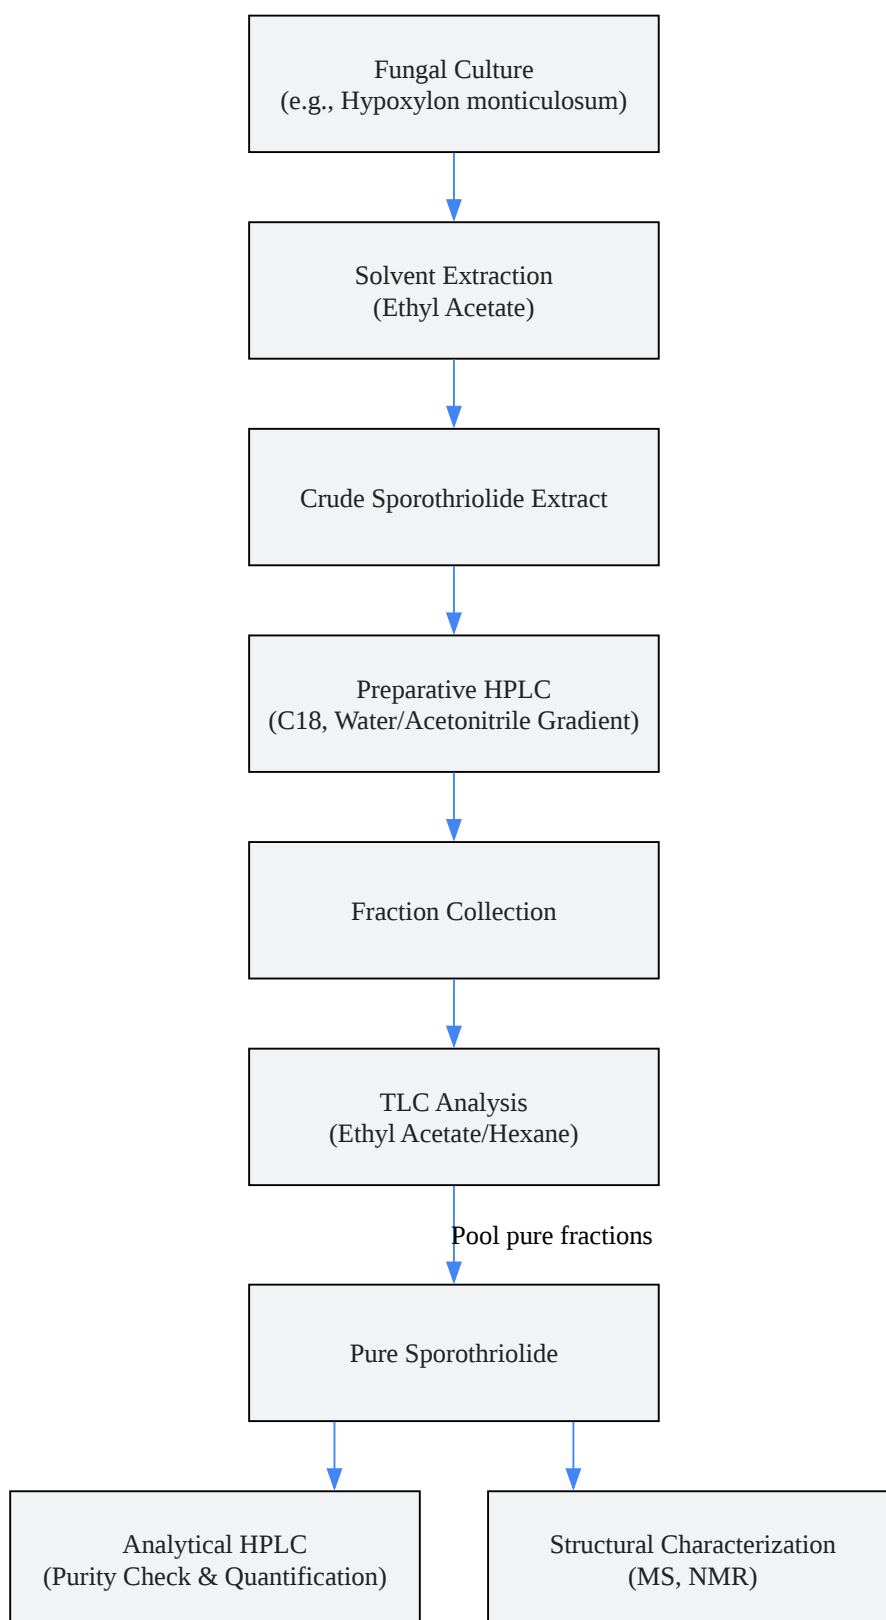 Fungal Culture
(e.g., Hypoxylon monticulosum)
Solvent Extraction
(Ethyl Acetate)
Crude Sporothriolide Extract
Preparative HPLC
(C18, Water/Acetonitrile Gradient)
Fraction Collection
TLC Analysis
(Ethyl Acetate/Hexane)
Pool pure fractions
Pure Sporothriolide
Analytical HPLC
(Purity Check & Quantification)
Structural Characterization
(MS, NMR)